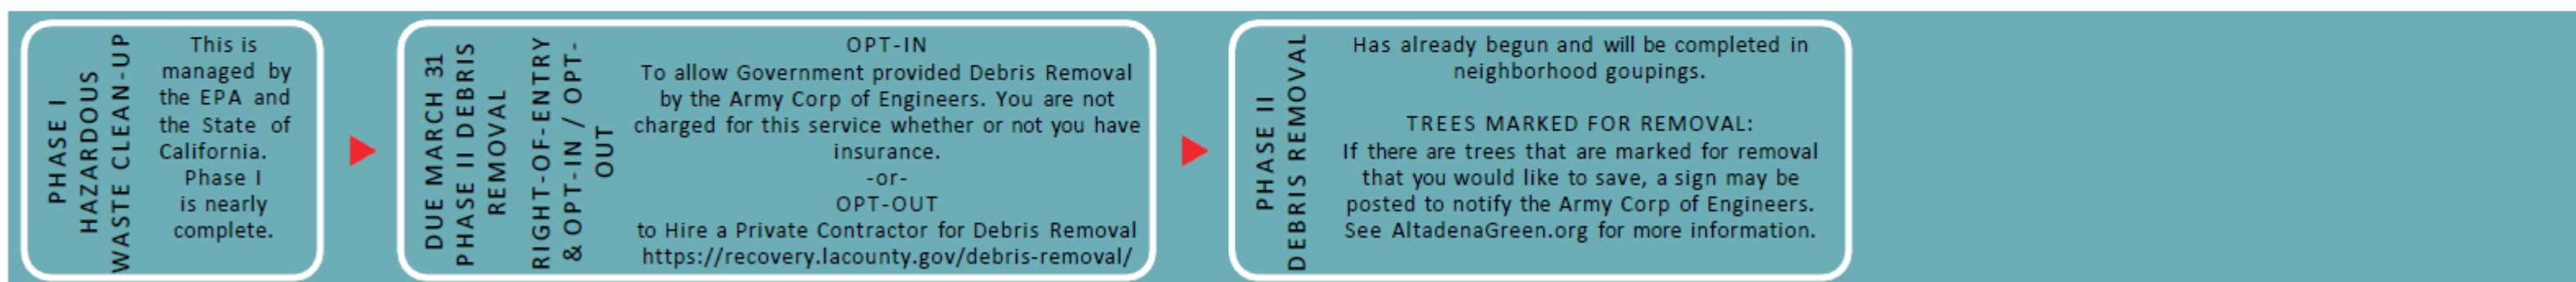 PHASE I
HAZARDOUS
WASTE CLEAN-UP
This is
managed by
the EPA and
the State of
California.
Phase I
is nearly
complete.
DUE MARCH 31
PHASE II DEBRIS
REMOVAL
RIGHT-OF-ENTRY
& OPT-IN / OPT-
OUT
OPT-IN
To allow Government provided Debris Removal
by the Army Corp of Engineers. You are not
charged for this service whether or not you have
insurance.
-or-
OPT-OUT
to Hire a Private Contractor for Debris Removal
https://recovery.lacounty.gov/debris-removal/
PHASE II
DEBRIS REMOVAL
Has already begun and will be completed in
neighborhood goupings.
TREES MARKED FOR REMOVAL:
If there are trees that are marked for removal
that you would like to save, a sign may be
posted to notify the Army Corp of Engineers.
See AltadenaGreen.org for more information.